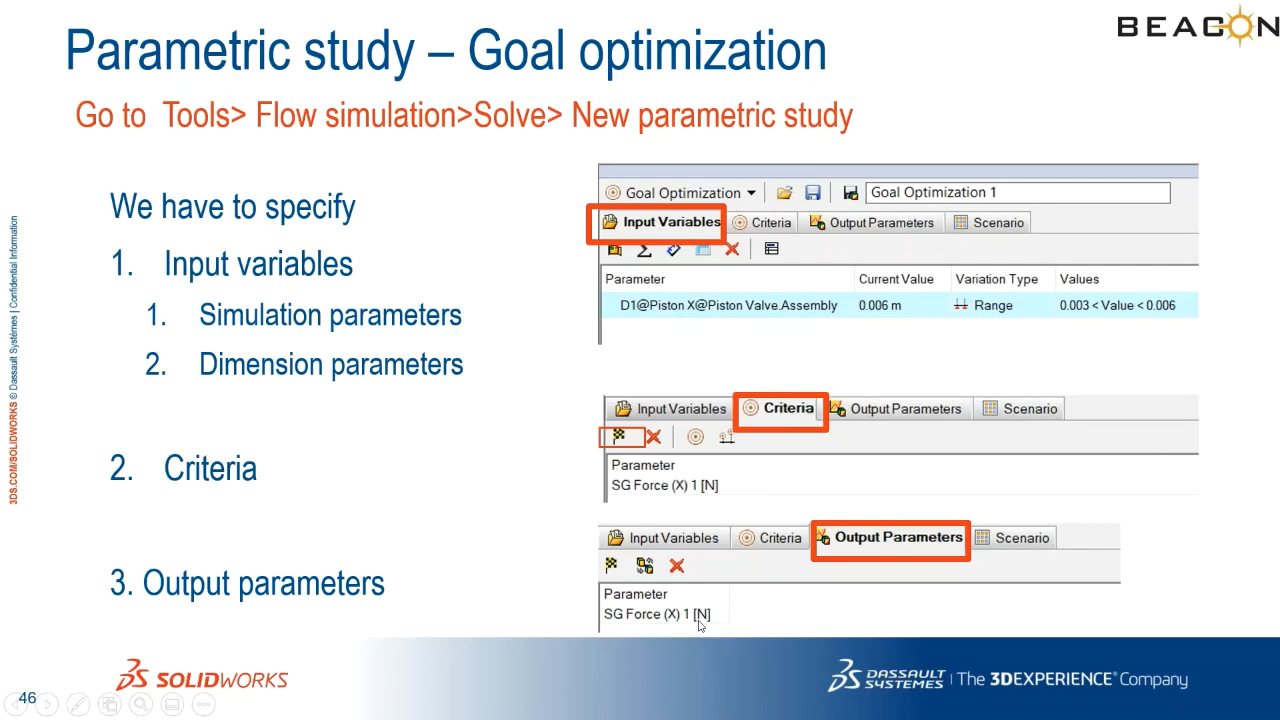 BEACON
Parametric study – Goal optimization
Go to Tools> Flow simulation>Solve> New parametric study
We have to specify
1. Input variables
1. Simulation parameters
2. Dimension parameters
2. Criteria
3. Output parameters
Goal Optimization
Goal Optimization 1
Input Variables Criteria Output Parameters Scenario
Parameter Current Value Variation Type Values
D1@Piston X@Piston Valve.Assembly 0.006 m Range 0.003 < Value < 0.006
Input Variables Criteria Output Parameters Scenario
Parameter
SG Force (X) 1 [N]
Input Variables Criteria Output Parameters Scenario
Parameter
SG Force (X) 1 [N]
3DS.COM/SOLIDWORKS © Dassault Systèmes | Confidential Information
46
SOLIDWORKS
DASSAULT SYSTEMES | The 3DEXPERIENCE® Company